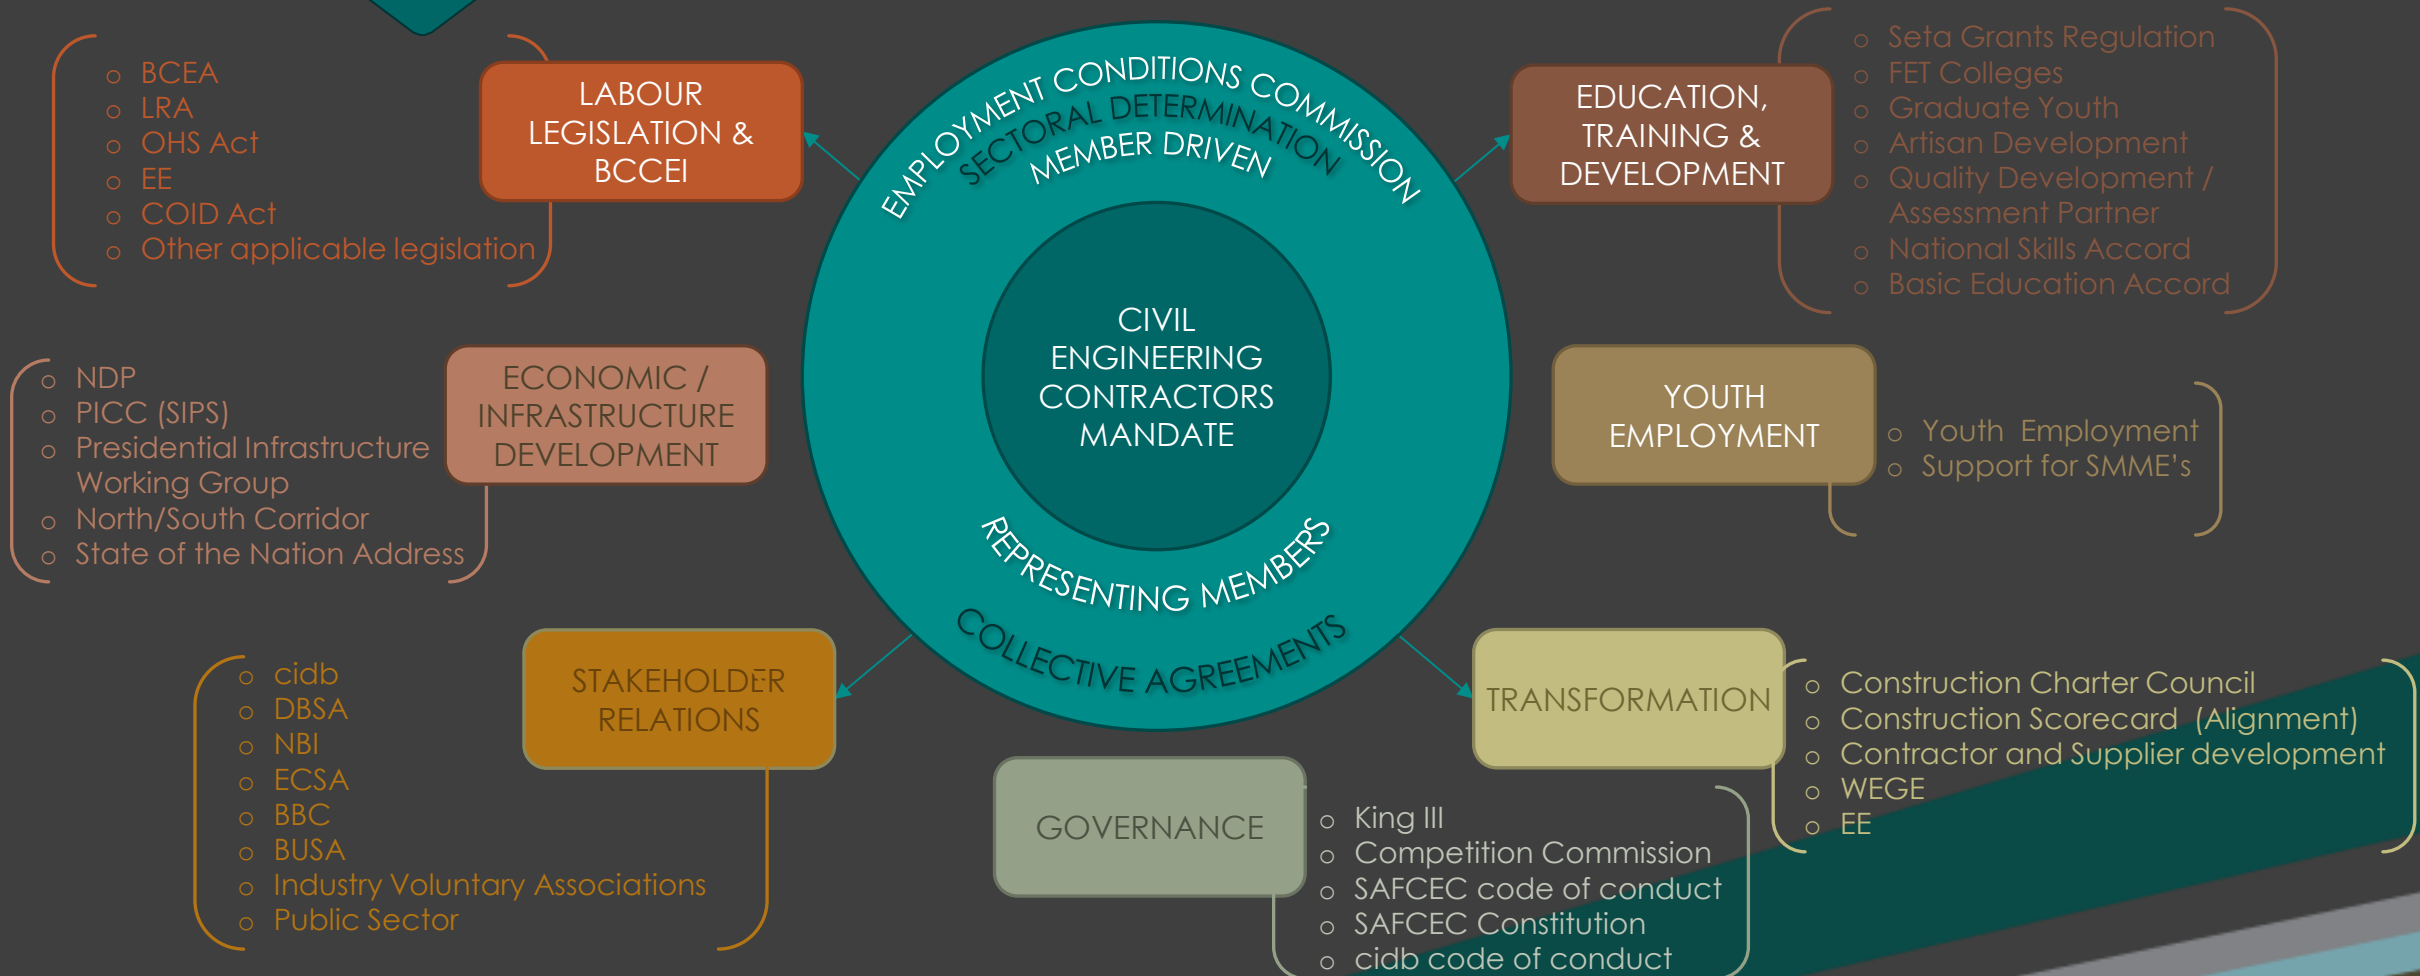 LABOUR
LEGISLATION &
BCCEI
o BCEA
o LRA
o OHS Act
o EE
o COID Act
o Other applicable legislation
ECONOMIC /
INFRASTRUCTURE
DEVELOPMENT
o NDP
o PICC (SIPS)
o Presidential Infrastructure
Working Group
o North/South Corridor
o State of the Nation Address
STAKEHOLDER
RELATIONS
o cidb
o DBSA
o NBI
o ECSA
o BBC
o BUSA
o Industry Voluntary Associations
o Public Sector
EMPLOYMENT CONDITIONS COMMISSION
SECTORAL DETERMINATION
MEMBER DRIVEN
CIVIL
ENGINEERING
CONTRACTORS
MANDATE
REPRESENTING MEMBERS
COLLECTIVE AGREEMENTS
EDUCATION,
TRAINING &
DEVELOPMENT
o Seta Grants Regulation
o FET Colleges
o Graduate Youth
o Artisan Development
o Quality Development /
Assessment Partner
o National Skills Accord
o Basic Education Accord
YOUTH
EMPLOYMENT
o Youth Employment
o Support for SMME’s
TRANSFORMATION
o Construction Charter Council
o Construction Scorecard (Alignment)
o Contractor and Supplier development
o WEGE
o EE
GOVERNANCE
o King III
o Competition Commission
o SAFCEC code of conduct
o SAFCEC Constitution
o cidb code of conduct